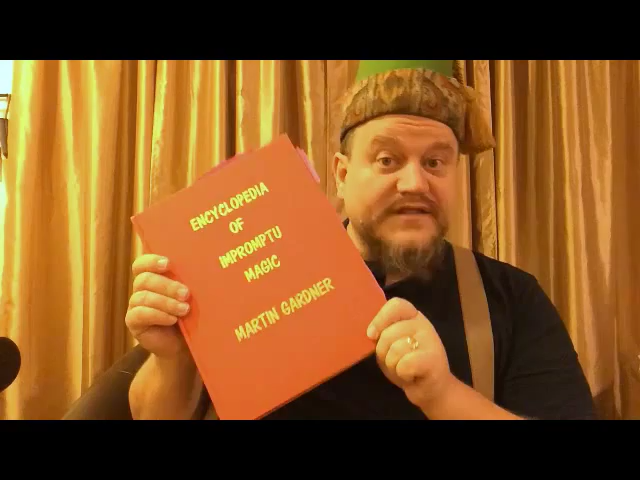 ENCYCLOPEDIA
OF
IMPROMPTU
MAGIC
MARTIN GARDNER